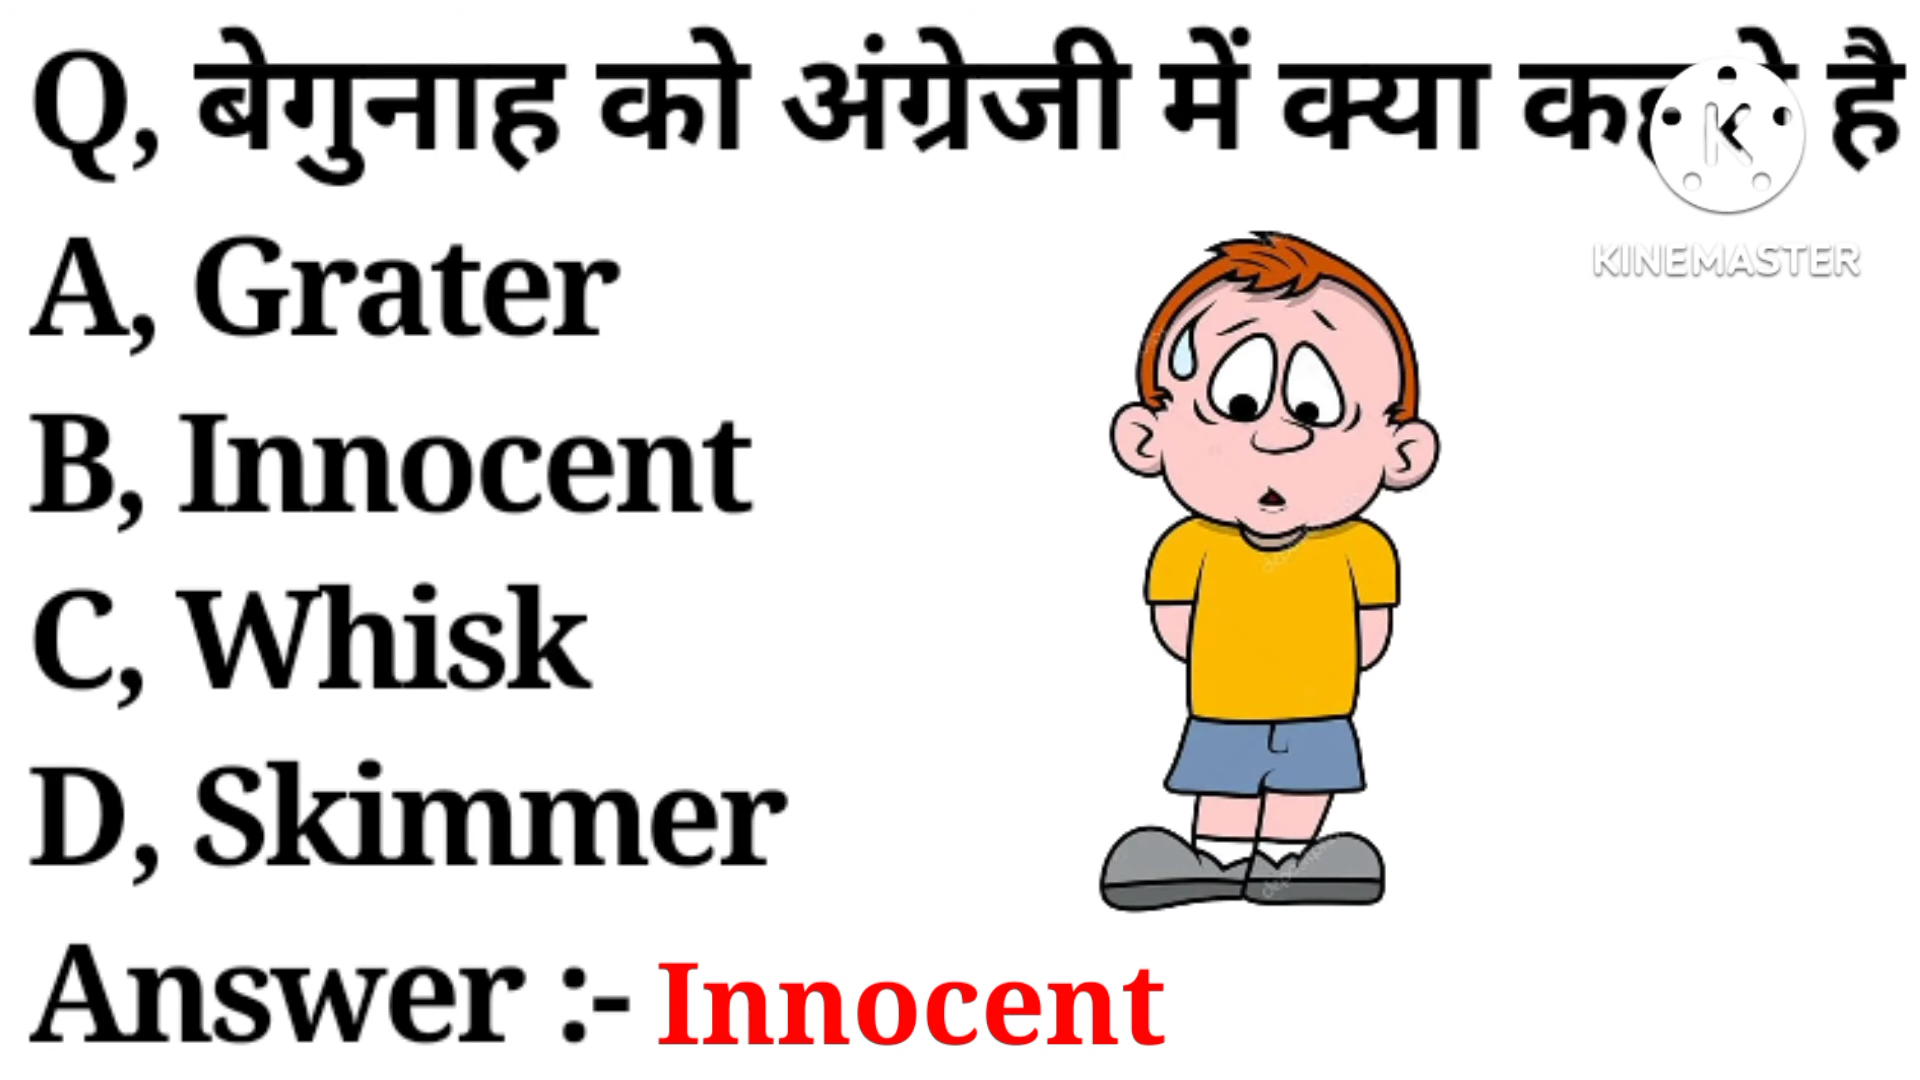 Q, बेगुनाह को अंग्रेजी में क्या है
KINEMASTER
A, Grater
B, Innocent
C, Whisk
D, Skimmer
Answer :- Innocent